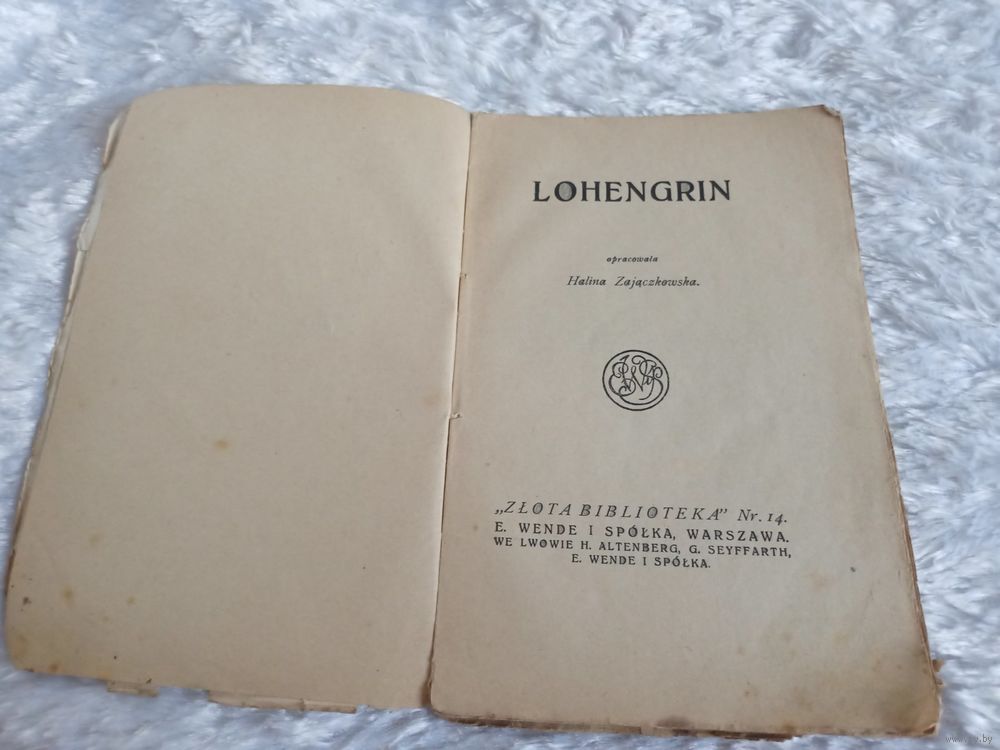 LOHENGRIN
opracowała
Halina Zajączkowska.
„ZŁOTA BIBLIOTEKA” Nr. 14.
E. WENDE I SPÓŁKA, WARSZAWA.
WE LWOWIE H. ALTENBERG, G. SEYFFARTH,
E. WENDE I SPÓŁKA.